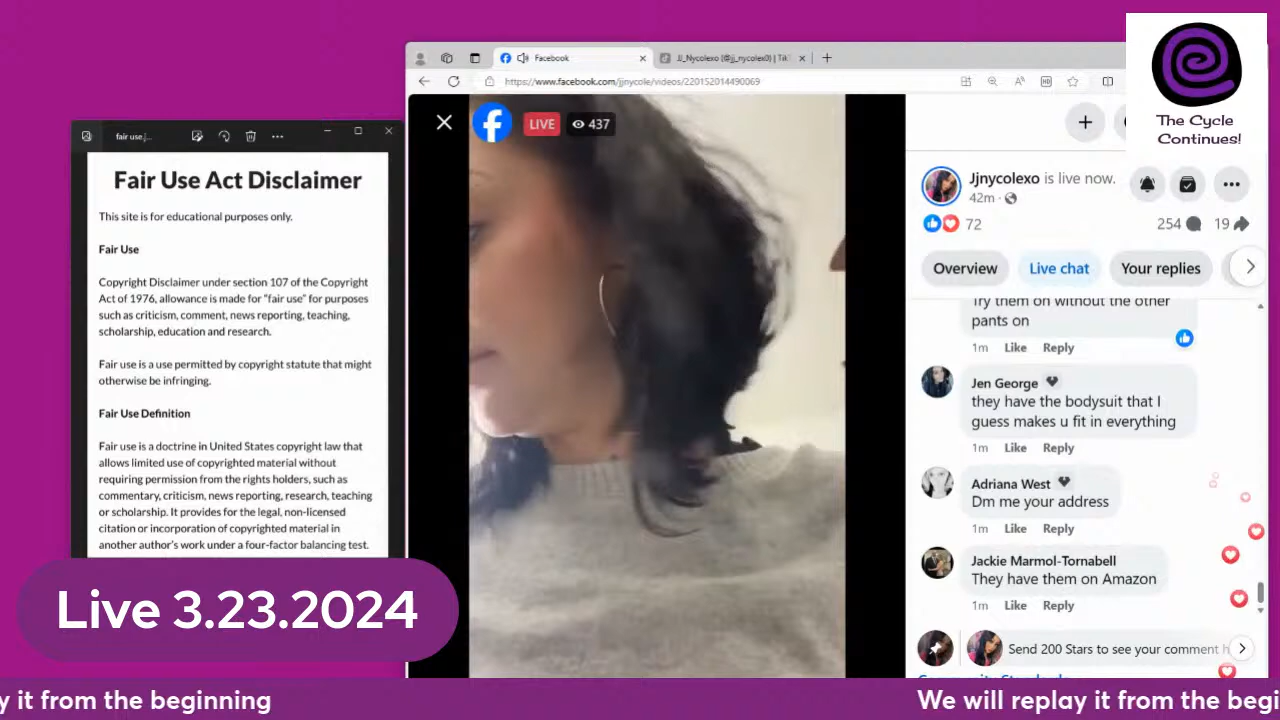 The Cycle
Continues!
Facebook
JJ_Nycolexo (@jj_nycolex0) | TikT
https://www.facebook.com/jjnycole/videos/220152014490069
fair use.j...
Fair Use Act Disclaimer
This site is for educational purposes only.
Fair Use
Copyright Disclaimer under section 107 of the Copyright
Act of 1976, allowance is made for “fair use” for purposes
such as criticism, comment, news reporting, teaching,
scholarship, education and research.
Fair use is a use permitted by copyright statute that might
otherwise be infringing.
Fair Use Definition
Fair use is a doctrine in United States copyright law that
allows limited use of copyrighted material without
requiring permission from the rights holders, such as
commentary, criticism, news reporting, research, teaching
or scholarship. It provides for the legal, non-licensed
citation or incorporation of copyrighted material in
another author’s work under a four-factor balancing test.
LIVE 437
Jjnycolexo is live now.
42m
72 254 19
Overview Live chat Your replies
Try them on without the other
pants on
1m Like Reply
Jen George
they have the bodysuit that I
guess makes u fit in everything
1m Like Reply
Adriana West
Dm me your address
1m Like Reply
Jackie Marmol-Tornabell
They have them on Amazon
1m Like Reply
Send 200 Stars to see your comment h
Live 3.23.2024
y it from the beginning We will replay it from the begi